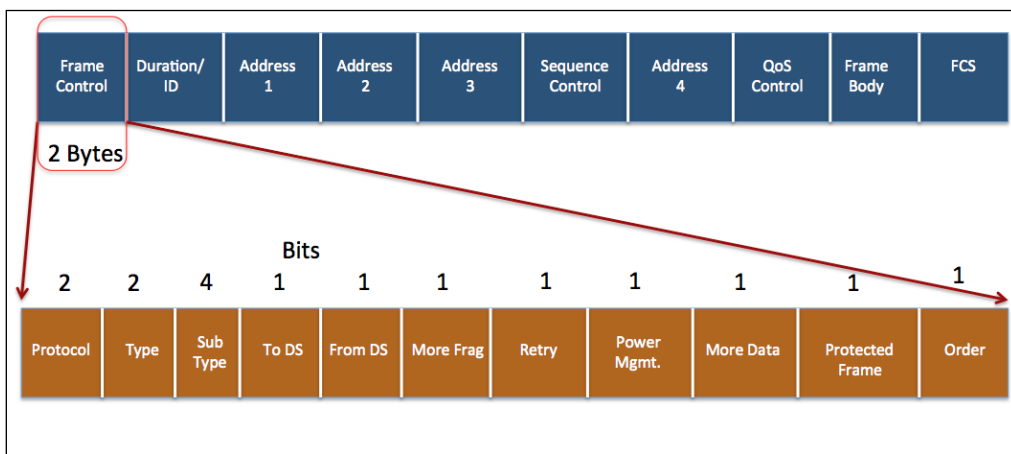 Frame
Control
Duration/
ID
Address
1
Address
2
Address
3
Sequence
Control
Address
4
QoS
Control
Frame
Body
FCS
2 Bytes
Bits
2 2 4 1 1 1 1 1 1 1 1
Protocol
Type
Sub
Type
To DS
From DS
More Frag
Retry
Power
Mgmt.
More Data
Protected
Frame
Order